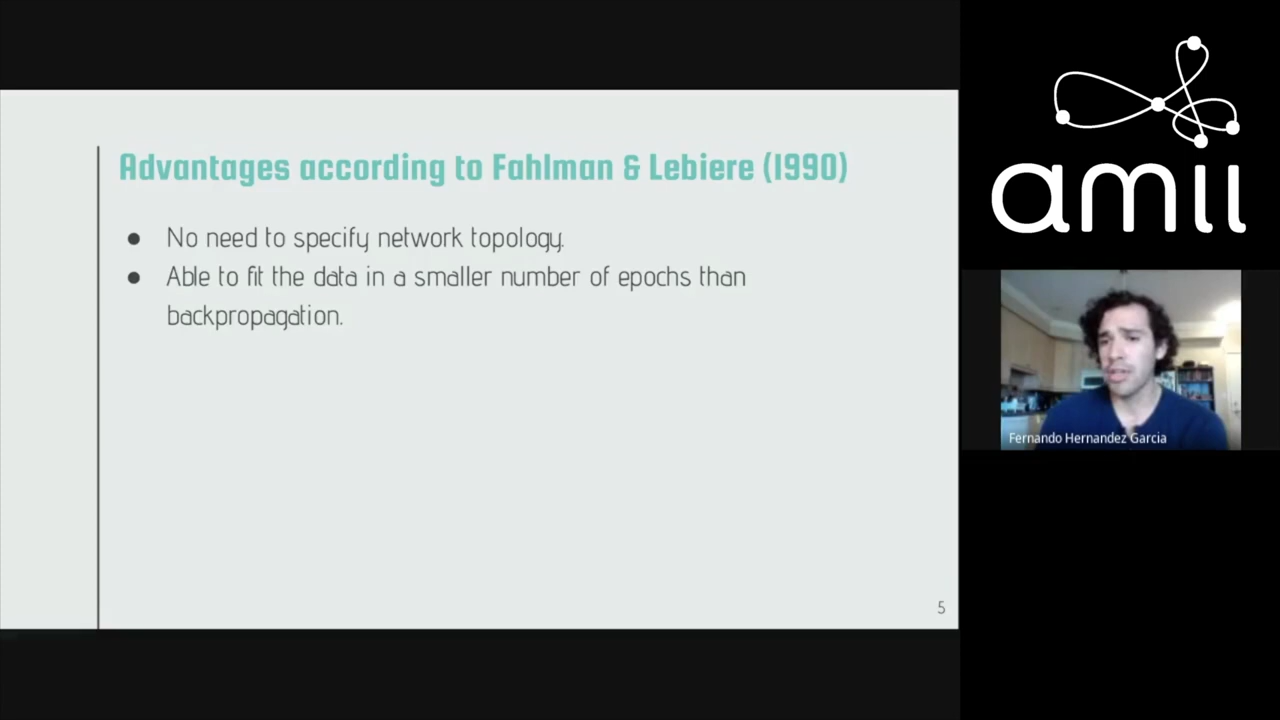 Advantages according to Fahlman & Lebiere (1990)
● No need to specify network topology.
● Able to fit the data in a smaller number of epochs than
backpropagation.
5
amii
Fernando Hernandez Garcia